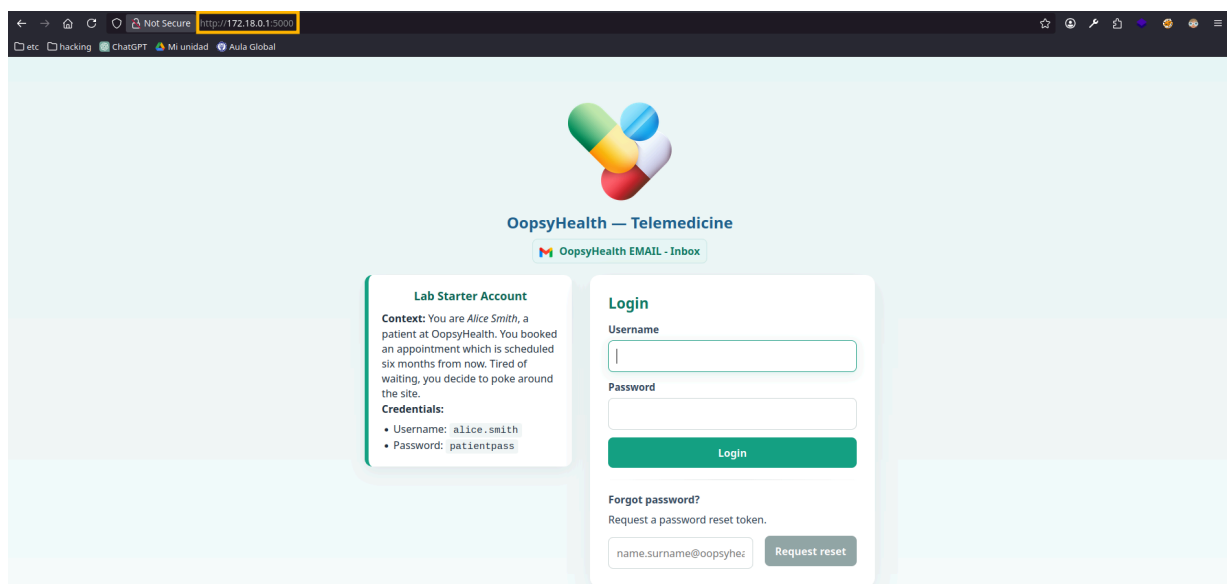 Not Secure http://172.18.0.1:5000
etc hacking ChatGPT Mi unidad Aula Global
OopsyHealth — Telemedicine
OopsyHealth EMAIL - Inbox
Lab Starter Account
Context: You are Alice Smith, a
patient at OopsyHealth. You booked
an appointment which is scheduled
six months from now. Tired of
waiting, you decide to poke around
the site.
Credentials:
• Username: alice.smith
• Password: patientpass
Login
Username
Password
Login
Forgot password?
Request a password reset token.
name.surname@oopsyhea
Request reset